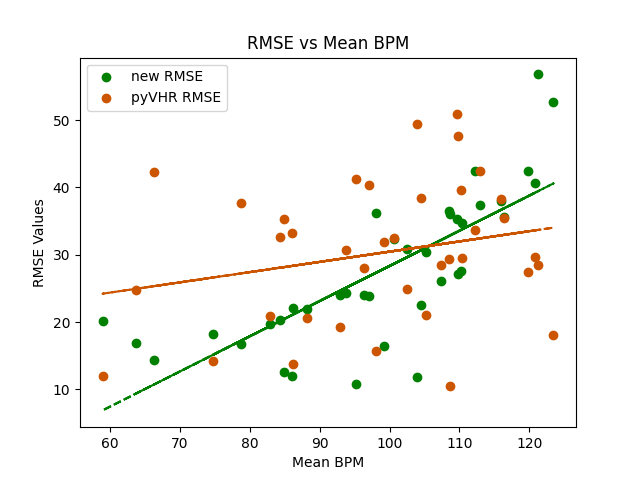 RMSE vs Mean BPM
new RMSE
pyVHR RMSE
RMSE Values
50
40
30
20
10
60 70 80 90 100 110 120
Mean BPM